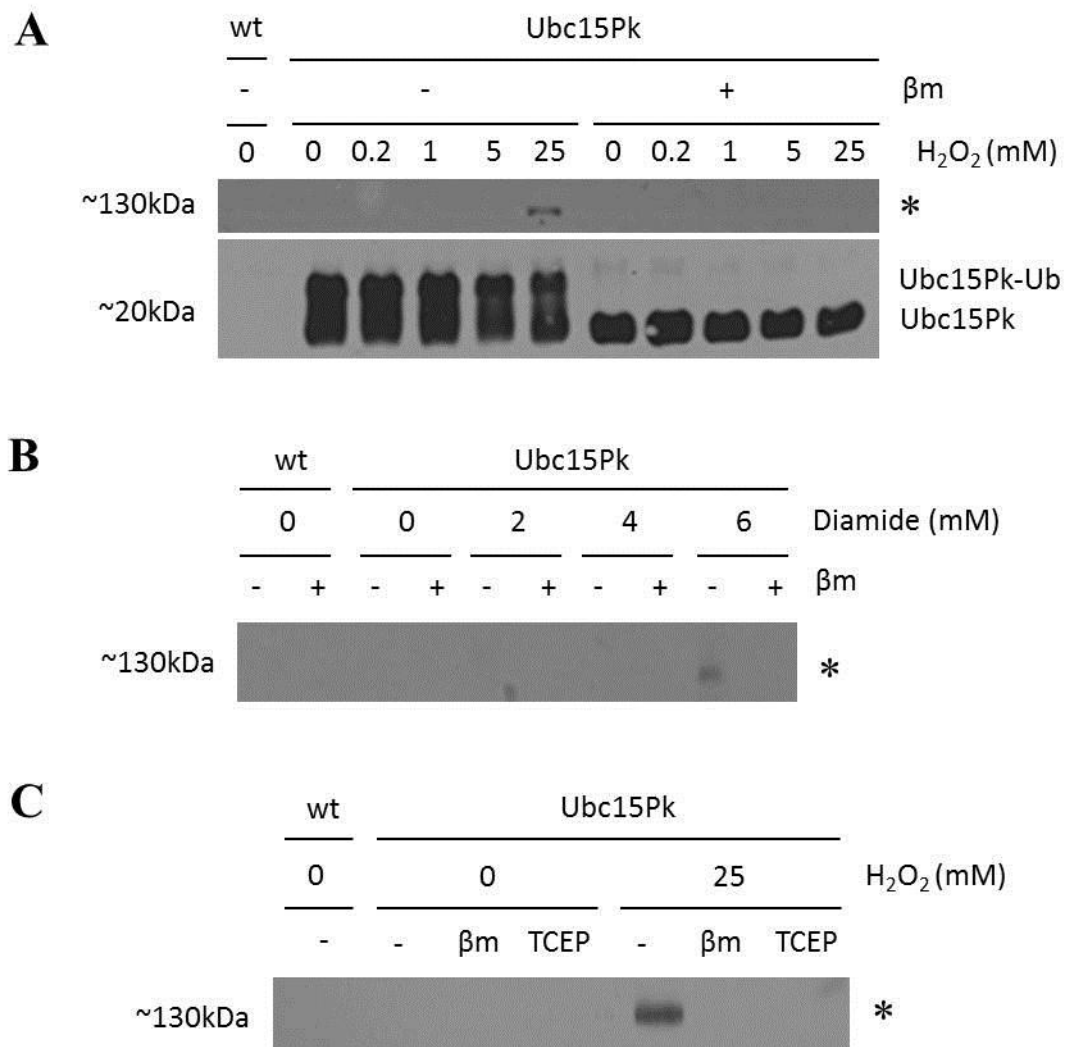 A
wt Ubc15Pk
- - + βm
0 0 0.2 1 5 25 0 0.2 1 5 25 H₂O₂ (mM)
~130kDa *
Ubc15Pk-Ub
~20kDa Ubc15Pk
B
wt Ubc15Pk
0 0 2 4 6 Diamide (mM)
- + - + - + - + - + βm
~130kDa *
C
wt Ubc15Pk
0 0 25 H₂O₂ (mM)
- - βm TCEP - βm TCEP
~130kDa *